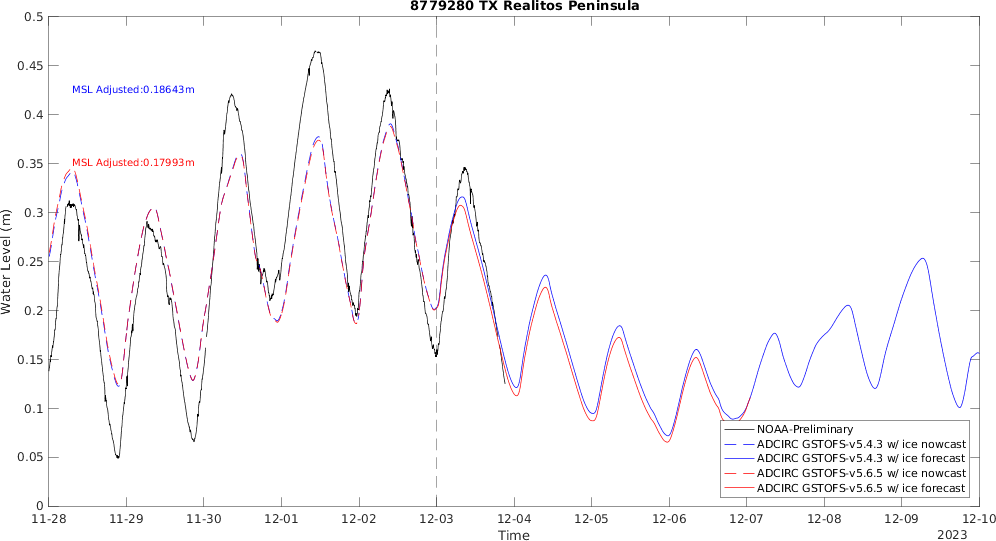 8779280 TX Realitos Peninsula
0.5
0.45
0.4
0.35
0.3
0.25
0.2
0.15
0.1
0.05
0
Water Level (m)
MSL Adjusted:0.18643m
MSL Adjusted:0.17993m
NOAA-Preliminary
ADCIRC GSTOFS-v5.4.3 w/ ice nowcast
ADCIRC GSTOFS-v5.4.3 w/ ice forecast
ADCIRC GSTOFS-v5.6.5 w/ ice nowcast
ADCIRC GSTOFS-v5.6.5 w/ ice forecast
11-28 11-29 11-30 12-01 12-02 12-03 12-04 12-05 12-06 12-07 12-08 12-09 12-10
Time
2023